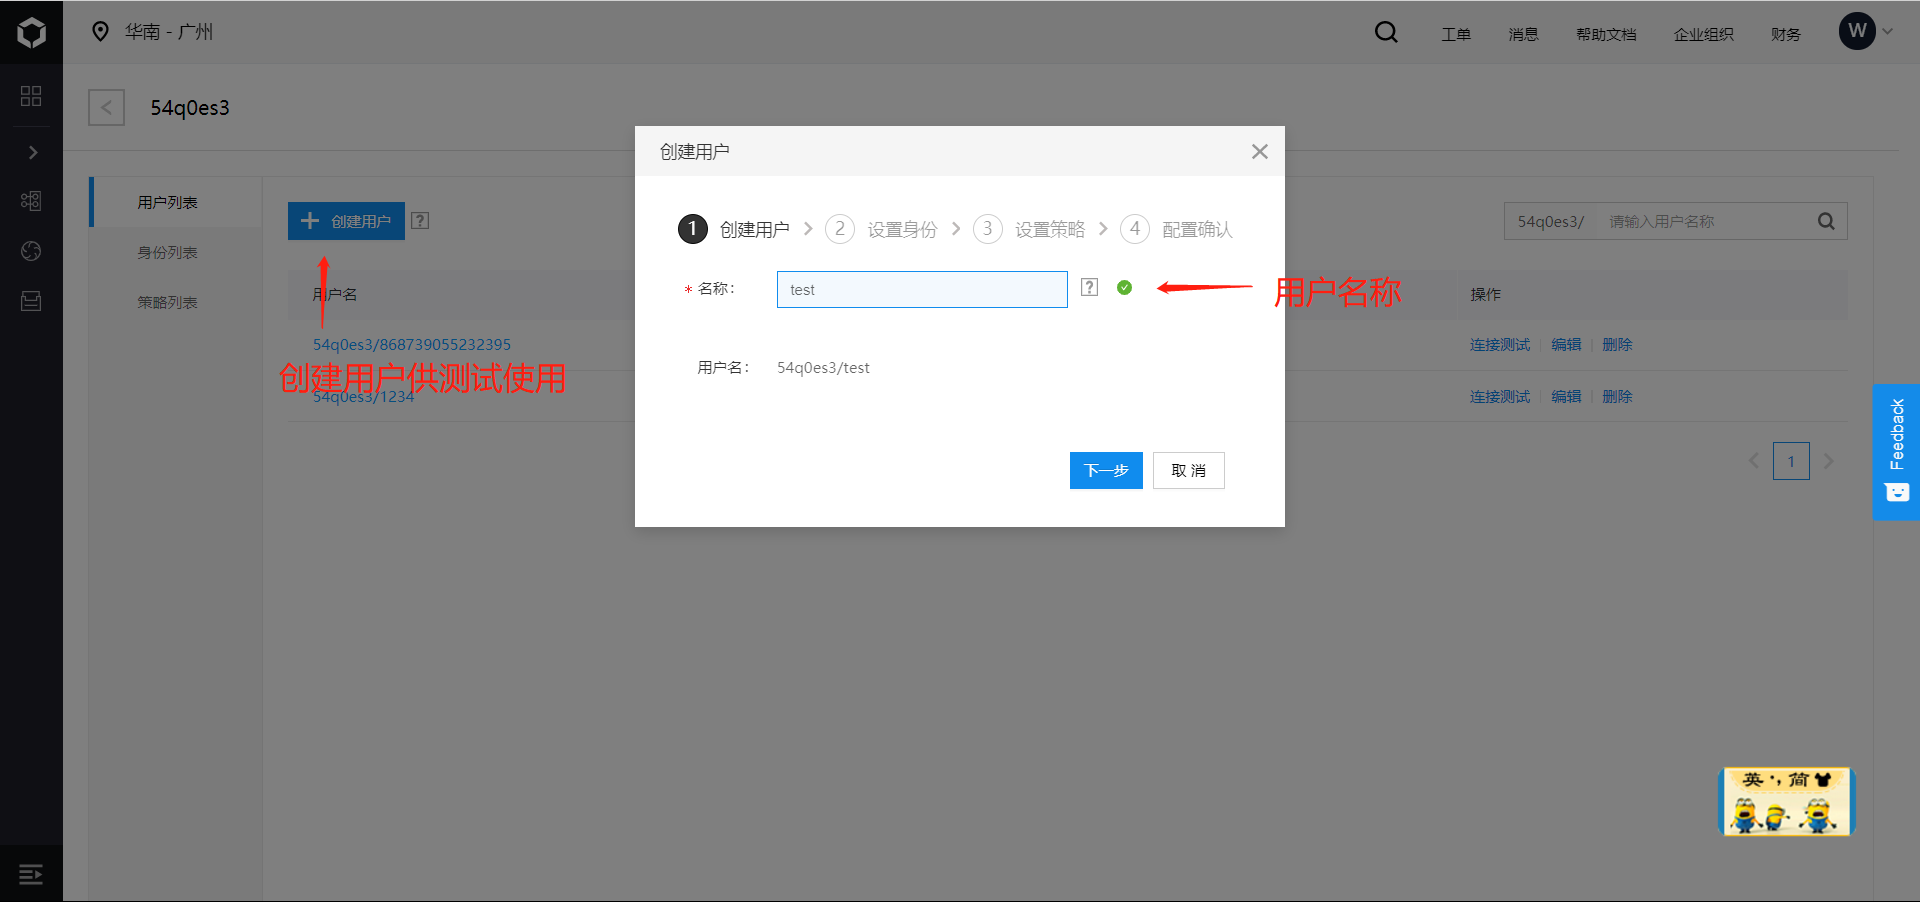 华南 - 广州
工单
消息
帮助文档
企业组织
财务
W
54q0es3
用户列表
身份列表
策略列表
创建用户
?
54q0es3/
请输入用户名称
用户名
操作
54q0es3/868739055232395
连接测试
编辑
删除
创建用户供测试使用
54q0es3/1234
连接测试
编辑
删除
1
创建用户
1 创建用户
2 设置身份
3 设置策略
4 配置确认
* 名称：
test
?
用户名称
用户名：
54q0es3/test
下一步
取 消
Feedback
英 ·, 简